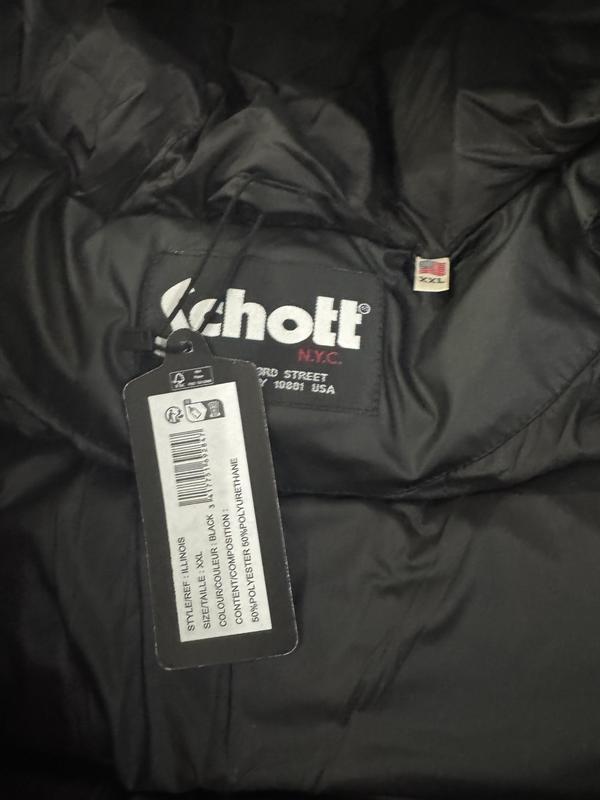 Schott®
N.Y.C.
STREET
10801 USA
XXL
STYLE/REF : ILLINOIS
SIZE/TAILLE : XXL
COLOUR/COULEUR : BLACK
CONTENT/COMPOSITION :
50%POLYESTER 50%POLYURETHANE